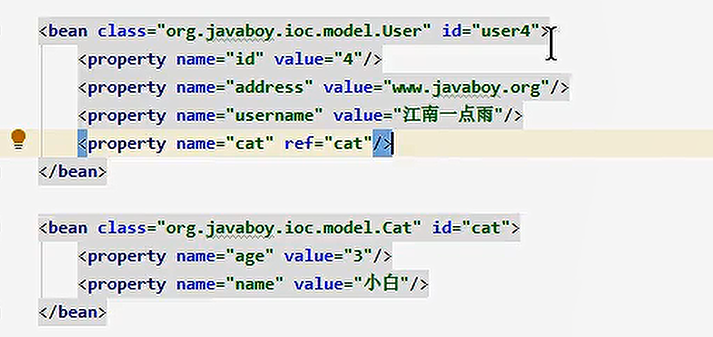 <bean class="org.javaboy.ioc.model.User" id="user4">
<property name="id" value="4"/>
<property name="address" value="www.javaboy.org"/>
<property name="username" value="江南一点雨"/>
<property name="cat" ref="cat"/>
</bean>
<bean class="org.javaboy.ioc.model.Cat" id="cat">
<property name="age" value="3"/>
<property name="name" value="小白"/>
</bean>